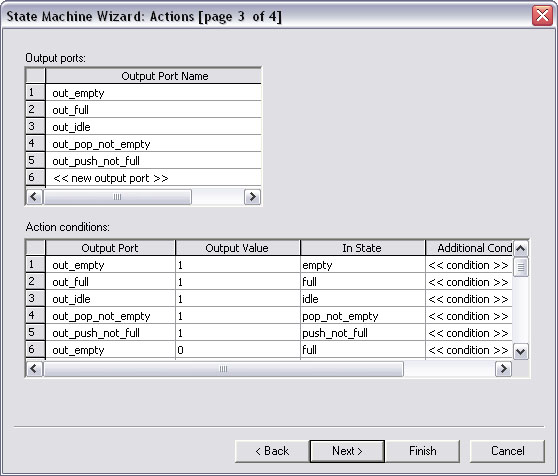 State Machine Wizard: Actions [page 3 of 4]
Output ports:
Output Port Name
1 out_empty
2 out_full
3 out_idle
4 out_pop_not_empty
5 out_push_not_full
6 << new output port >>
Action conditions:
Output Port Output Value In State Additional Cond
1 out_empty 1 empty << condition >>
2 out_full 1 full << condition >>
3 out_idle 1 idle << condition >>
4 out_pop_not_empty 1 pop_not_empty << condition >>
5 out_push_not_full 1 push_not_full << condition >>
6 out_empty 0 full << condition >>
< Back Next > Finish Cancel